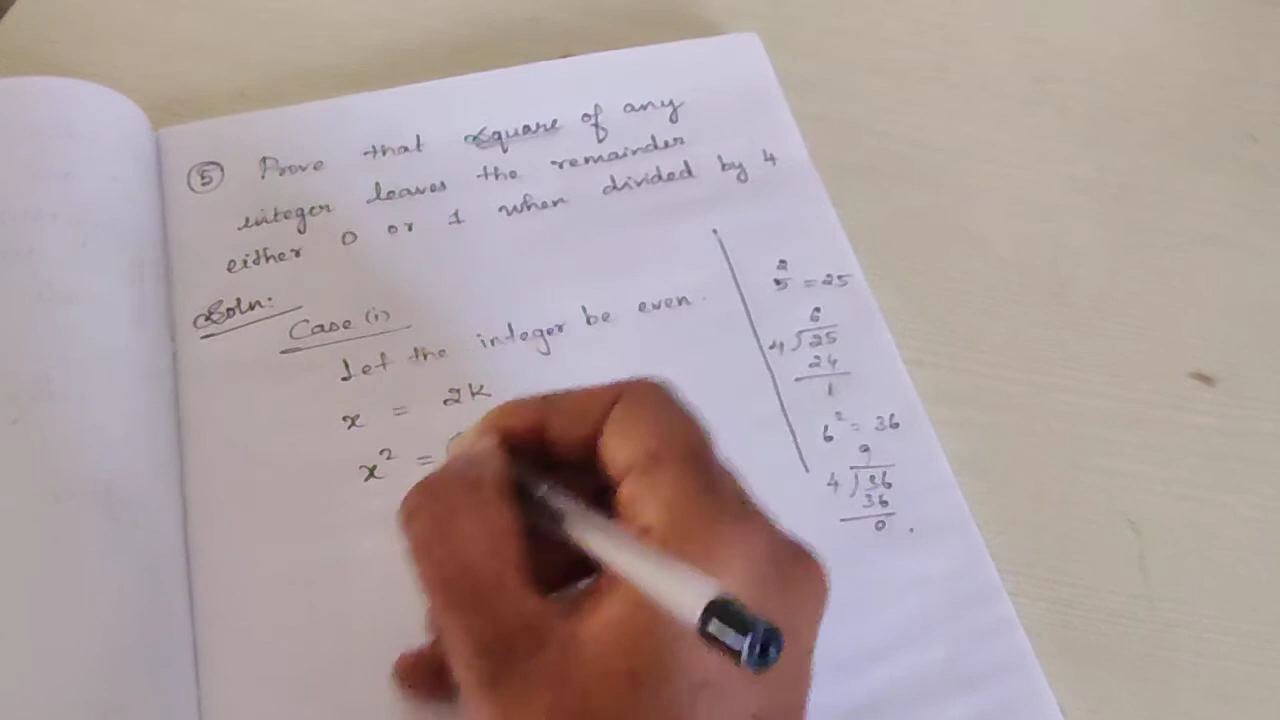 5 Prove that square of any
integer leaves the remainder
either 0 or 1 when divided by 4
Soln:
Case (i)
Let the integer be even.
x = 2k
x² =
5² = 25
6
4 25
24
1
6² = 36
9
4 36
36
0.